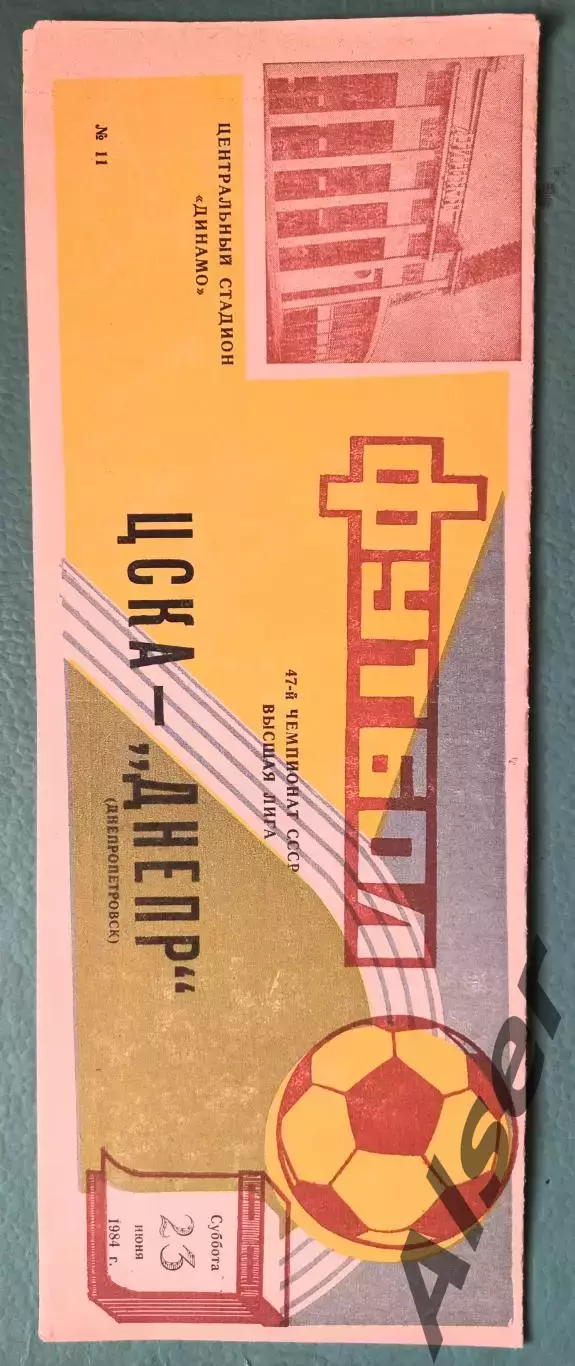 ЦЕНТРАЛЬНЫЙ СТАДИОН
«ДИНАМО»
№ 11
ФУТБОЛ
47-й ЧЕМПИОНАТ СССР
ВЫСШАЯ ЛИГА
ЦСКА — „ДНЕПР“
(ДНЕПРОПЕТРОВСК)
Суббота
23
июня
1984 г.
Alser